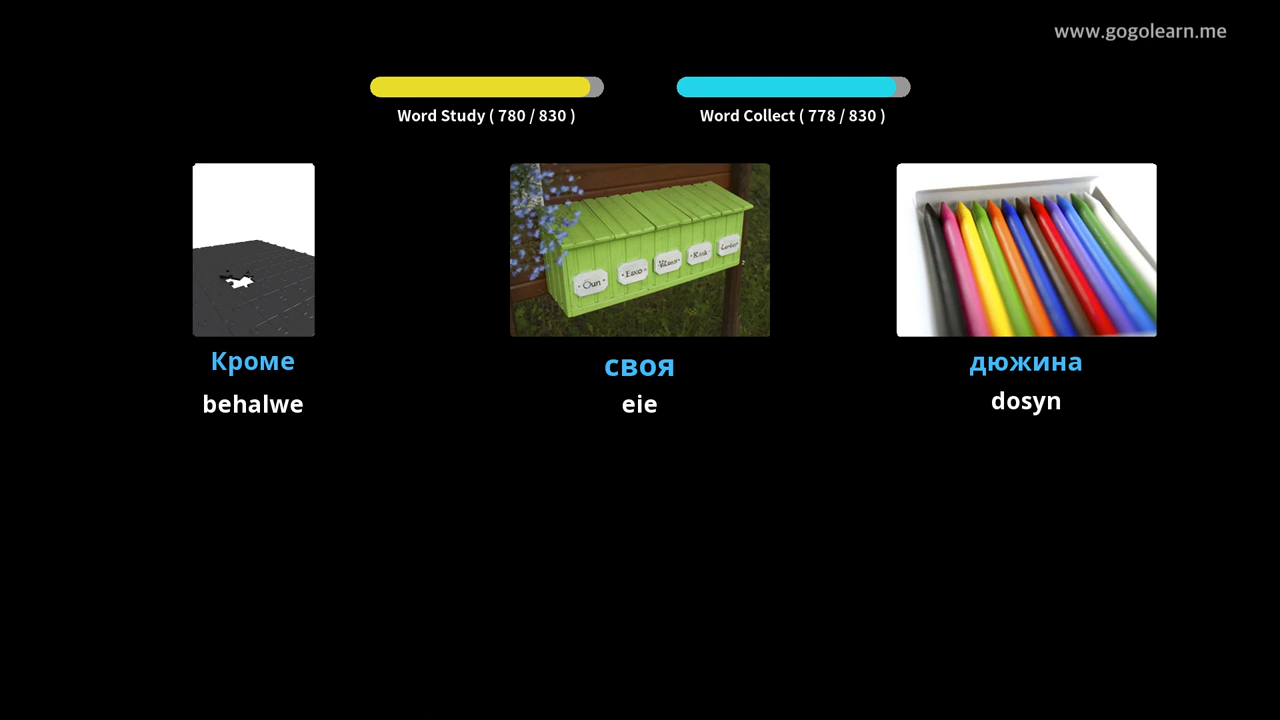 www.gogolearn.me
Word Study ( 780 / 830 )
Word Collect ( 778 / 830 )
Кроме
своя
дюжина
behalwe
eie
dosyn